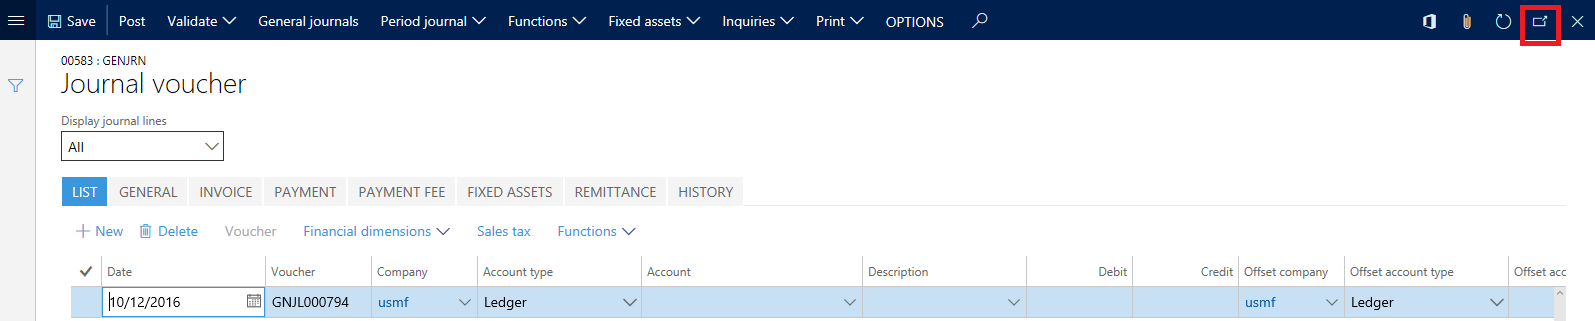 Save Post Validate General journals Period journal Functions Fixed assets Inquiries Print OPTIONS
00583 : GENJRN
Journal voucher
Display journal lines
All
LIST GENERAL INVOICE PAYMENT PAYMENT FEE FIXED ASSETS REMITTANCE HISTORY
New Delete Voucher Financial dimensions Sales tax Functions
Date Voucher Company Account type Account Description Debit Credit Offset company Offset account type Offset acc
10/12/2016 GNJL000794 usmf Ledger usmf Ledger